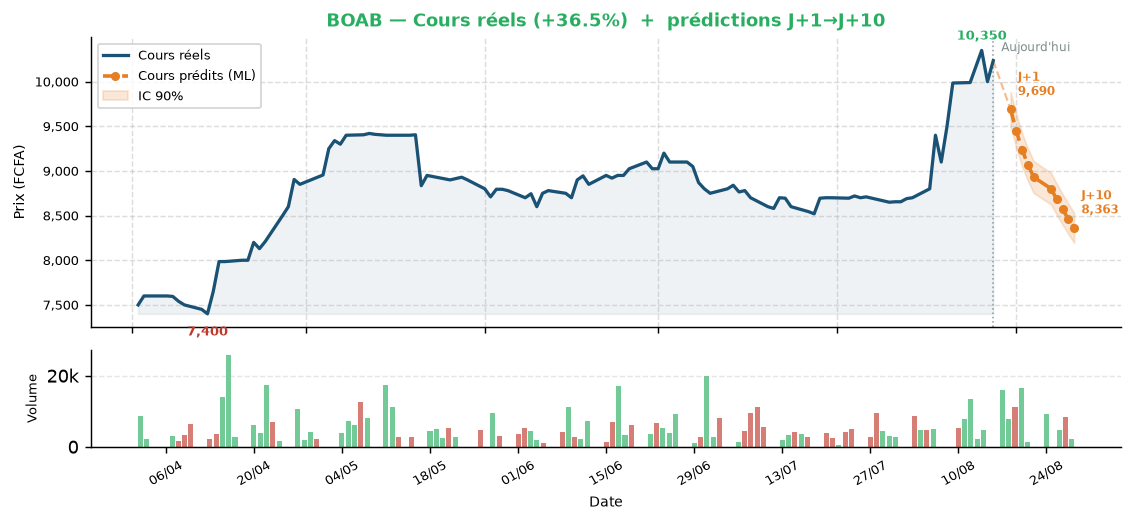 BOAB — Cours réels (+36.5%)  +  prédictions J+1→J+10
Cours réels
Cours prédits (ML)
IC 90%
10,350
Aujourd'hui
J+1
9,690
J+10
8,363
7,400
Prix (FCFA)
10,000
9,500
9,000
8,500
8,000
7,500
Volume
20k
0
06/04
20/04
04/05
18/05
01/06
15/06
29/06
13/07
27/07
10/08
24/08
Date